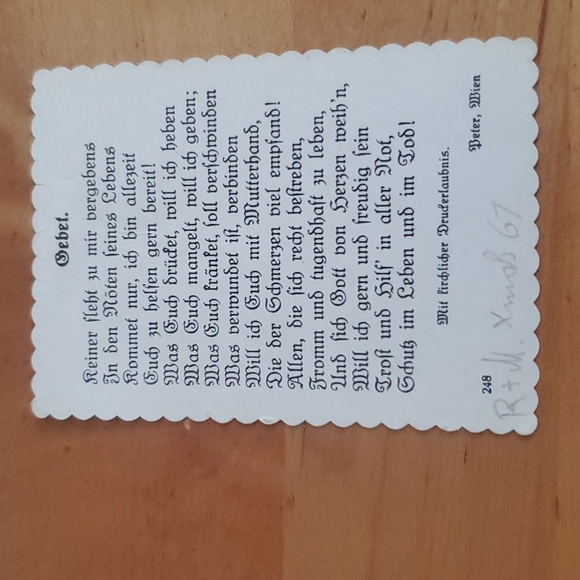 Gebet.
Keiner fleht zu mir vergebens
In den Nöten seines Lebens
Kommet nur, ich bin allezeit
Euch zu helfen gern bereit!
Was Euch drücket, will ich heben
Was Euch mangelt, will ich geben;
Was Euch kränket, soll verschwinden
Was verwundet ist, verbinden
Will ich Euch mit Mutterhand,
Die der Schmerzen viel empfand!
Allen, die sich recht bestreben,
Fromm und tugendhaft zu leben,
Und sich Gott von Herzen weih'n,
Will ich gern und freudig sein
Trost und Hilf' in aller Not,
Schutz im Leben und im Tod!
Mit kirchlicher Druckerlaubnis.
248
Peter, Wien
R + M. Xmas 67